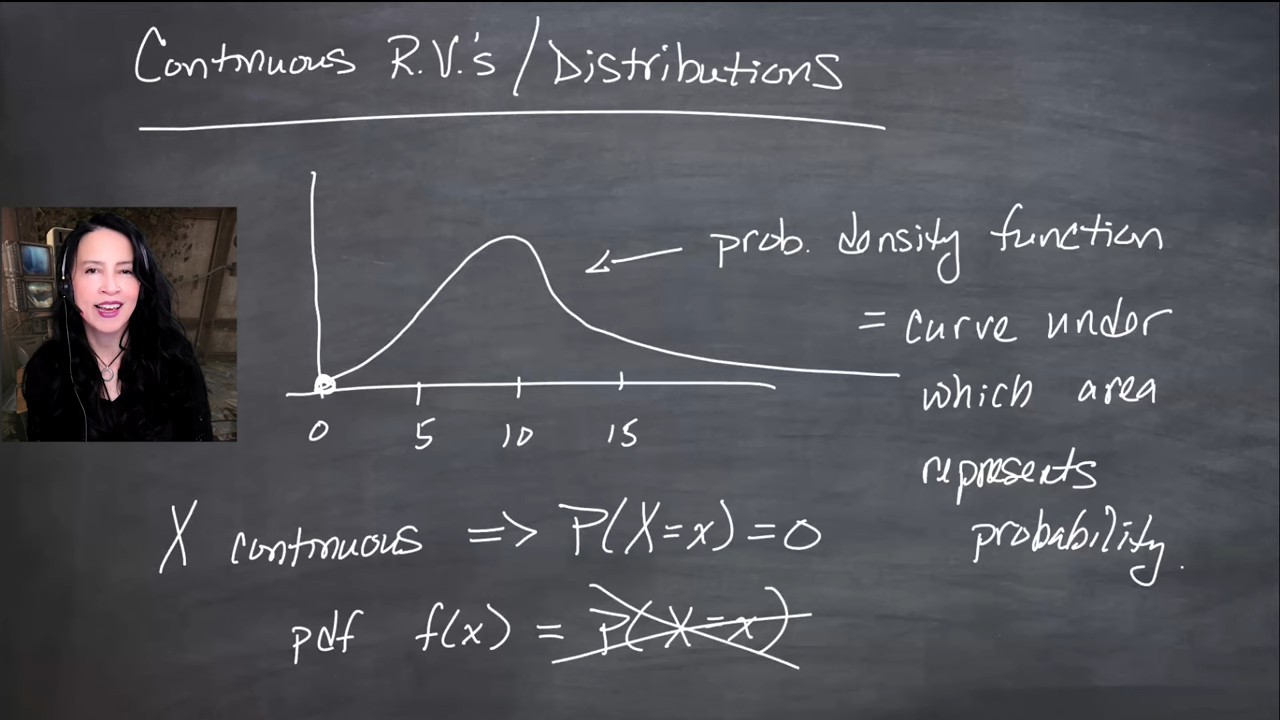 Continuous R.V.'s / Distributions
prob. density function
= curve under
which area
represents
probability.
0 5 10 15
X continuous => P(X=x)=0
pdf f(x) = P(X=x)